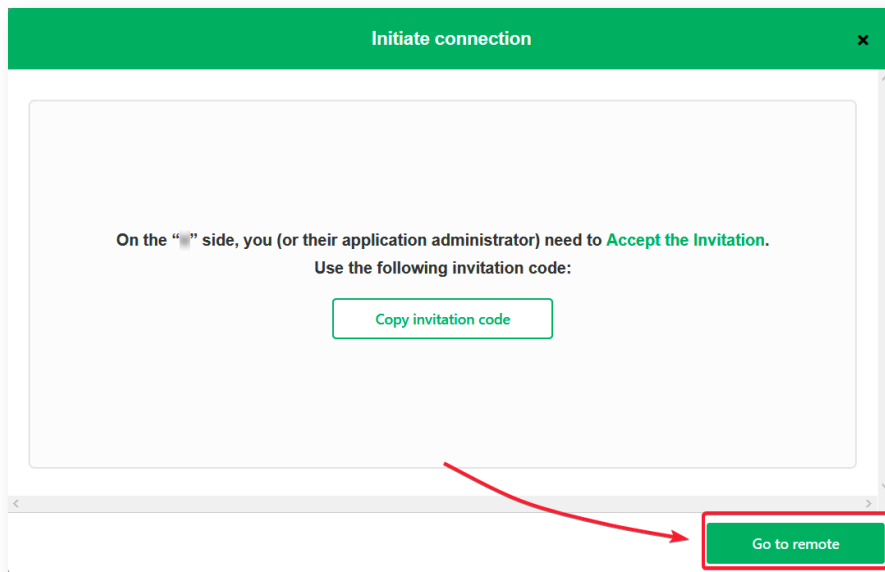 Initiate connection
On the “ ” side, you (or their application administrator) need to Accept the Invitation.
Use the following invitation code:
Copy invitation code
Go to remote